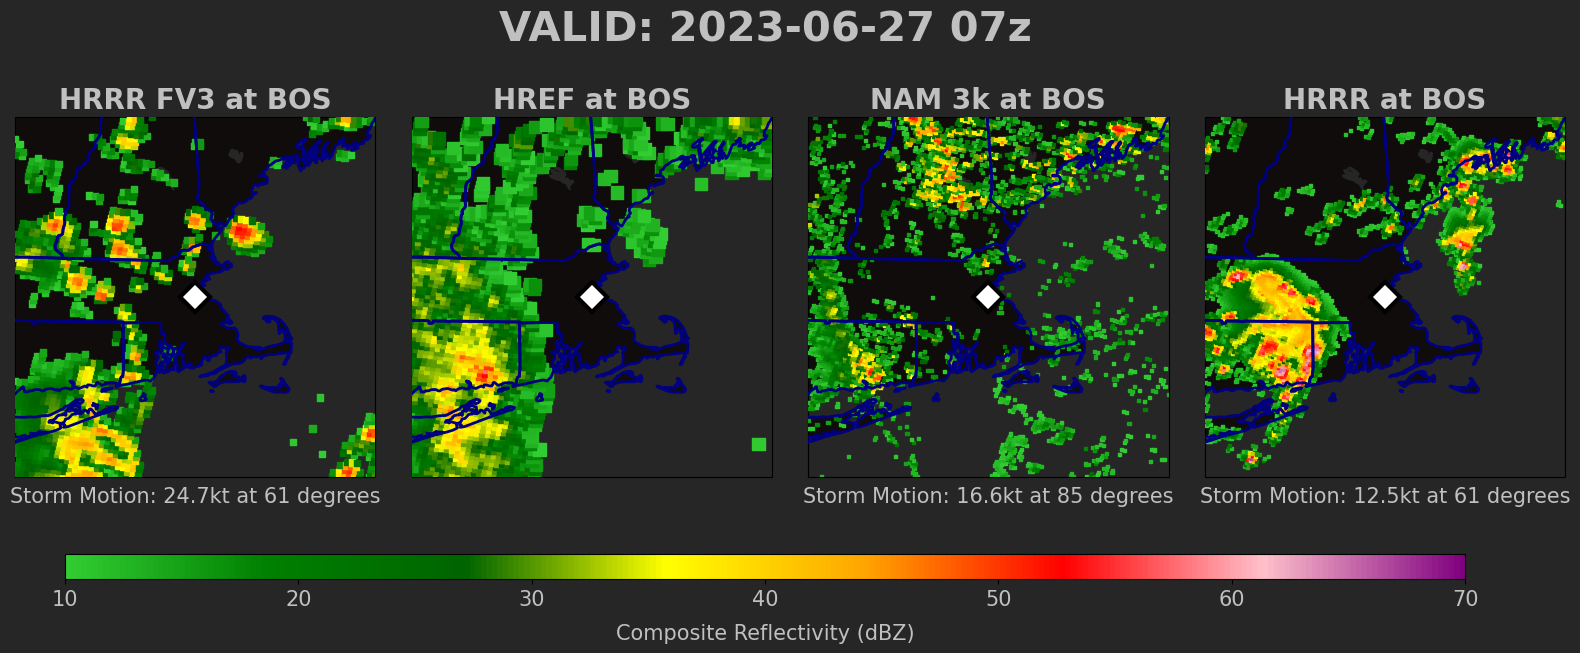 VALID: 2023-06-27 07z
HRRR FV3 at BOS
HREF at BOS
NAM 3k at BOS
HRRR at BOS
Storm Motion: 24.7kt at 61 degrees
Storm Motion: 16.6kt at 85 degrees
Storm Motion: 12.5kt at 61 degrees
10 20 30 40 50 60 70
Composite Reflectivity (dBZ)